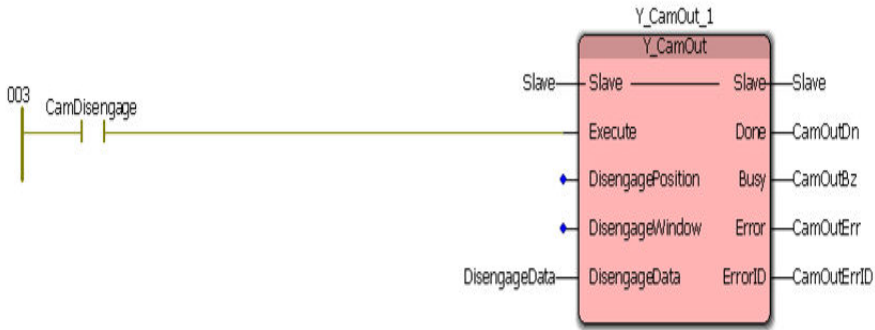 Y_CamOut_1
Y_CamOut
Slave Slave Slave Slave
003
CamDisengage
Execute Done CamOutDn
DisengagePosition Busy CamOutBz
DisengageWindow Error CamOutErr
DisengageData DisengageData ErrorID CamOutErrID